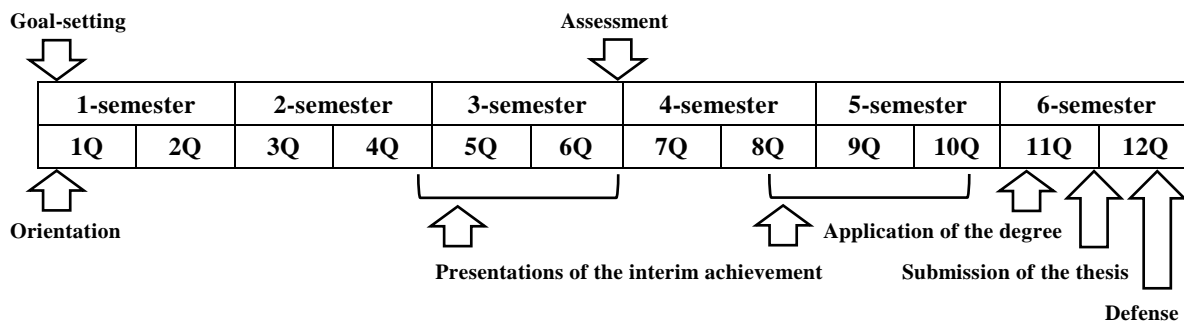 Goal-setting Assessment
1-semester 2-semester 3-semester 4-semester 5-semester 6-semester
1Q 2Q 3Q 4Q 5Q 6Q 7Q 8Q 9Q 10Q 11Q 12Q
Orientation Application of the degree
Presentations of the interim achievement Submission of the thesis
Defense